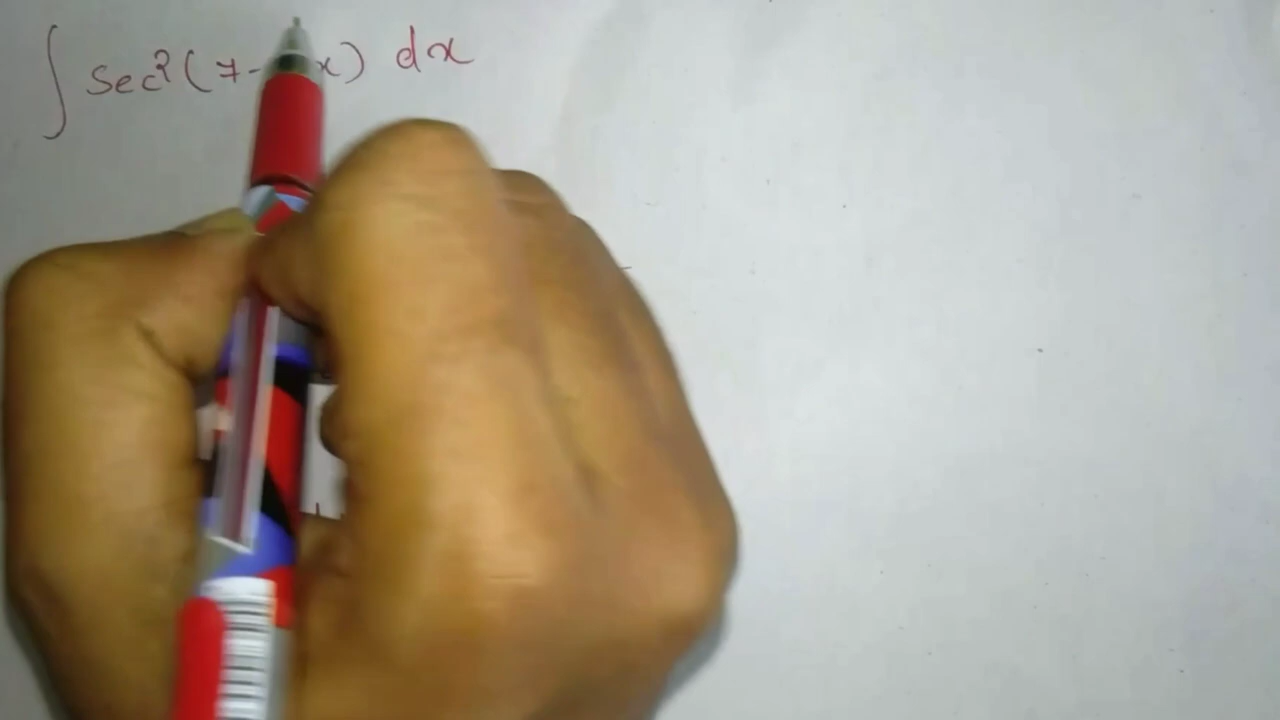 ∫ Sec²(7- x) dx